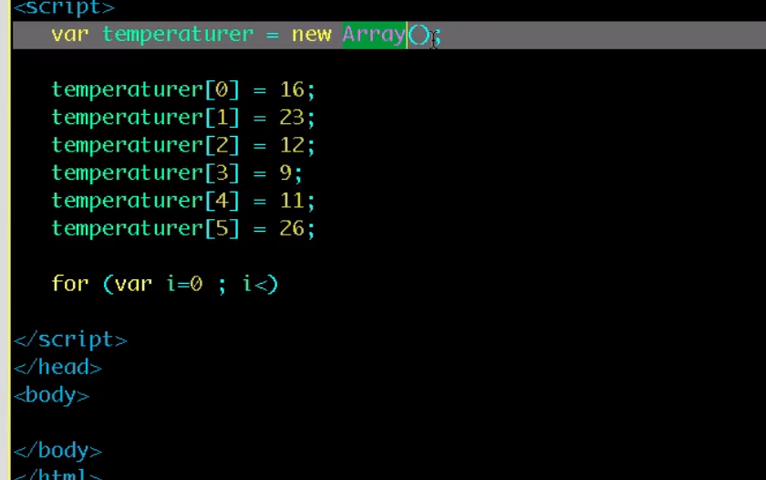 <script>
var temperaturer = new Array();
temperaturer[0] = 16;
temperaturer[1] = 23;
temperaturer[2] = 12;
temperaturer[3] = 9;
temperaturer[4] = 11;
temperaturer[5] = 26;
for (var i=0 ; i<)
</script>
</head>
<body>
</body>
</html>